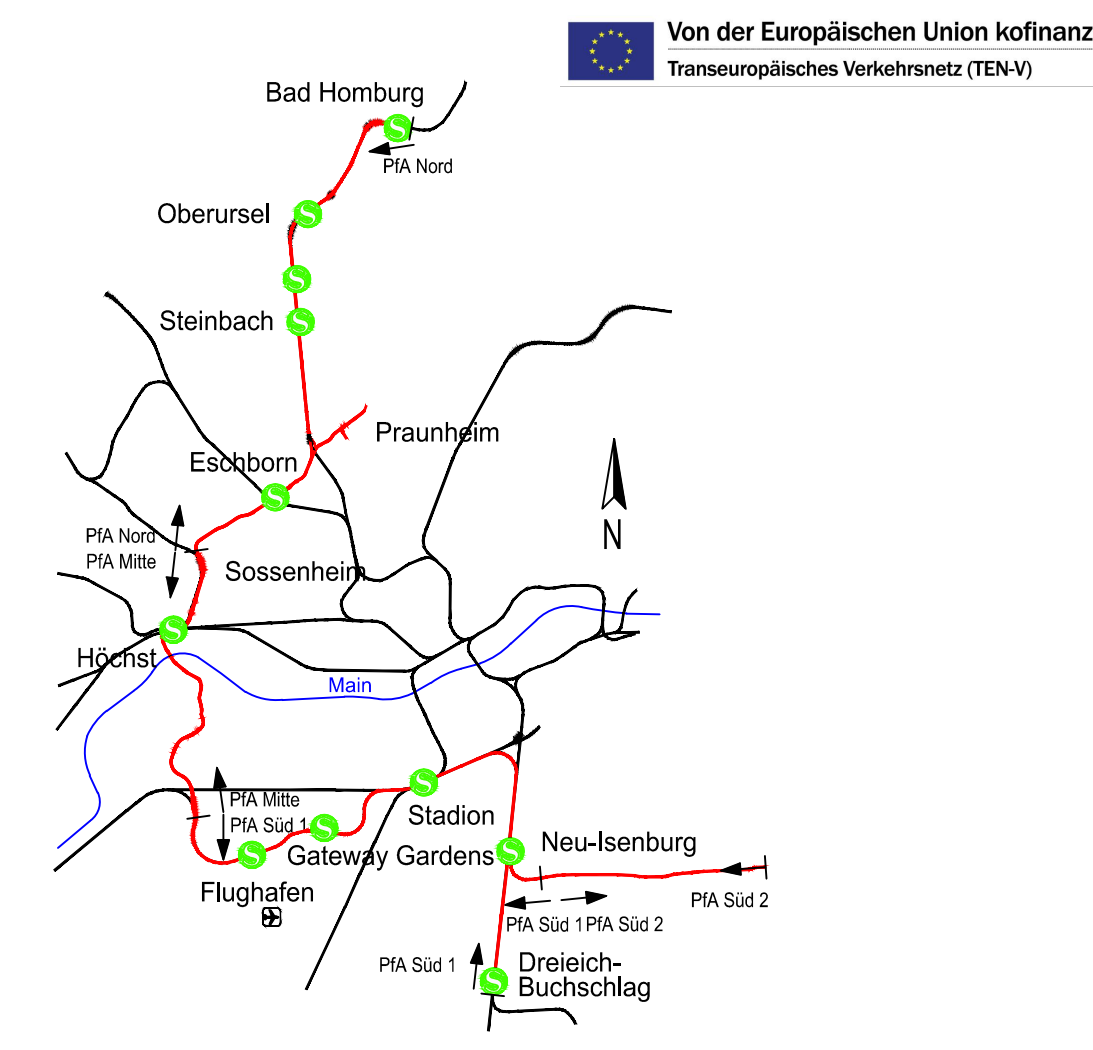 Von der Europäischen Union kofinanz
Transeuropäisches Verkehrsnetz (TEN-V)
Bad Homburg
PfA Nord
Oberursel
S
S
S
Steinbach
S
Praunheim
Eschborn
S
PfA Nord
PfA Mitte
N
Sossenheim
S
Höchst
Main
PfA Mitte
PfA Süd 1
S
Stadion
S
Gateway Gardens
S
Neu-Isenburg
S
Flughafen
PfA Süd 2
PfA Süd 1
PfA Süd 2
PfA Süd 1
S
Dreieich-
Buchschlag